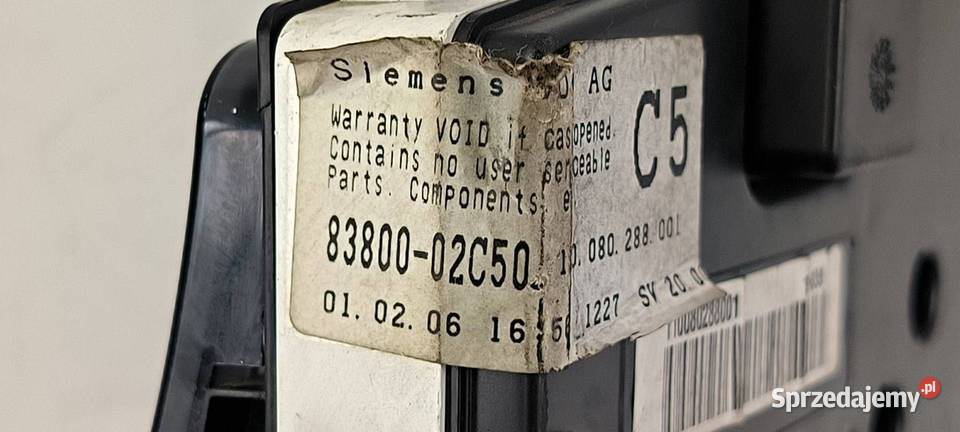 Siemens AG
Warranty VOID if opened.
Contains no user
Parts. Components.
C5
83800-02C50
10.080.288.001
01.02.06 16
1227 SV 20.0
110080288001
Sprzedajemy.pl